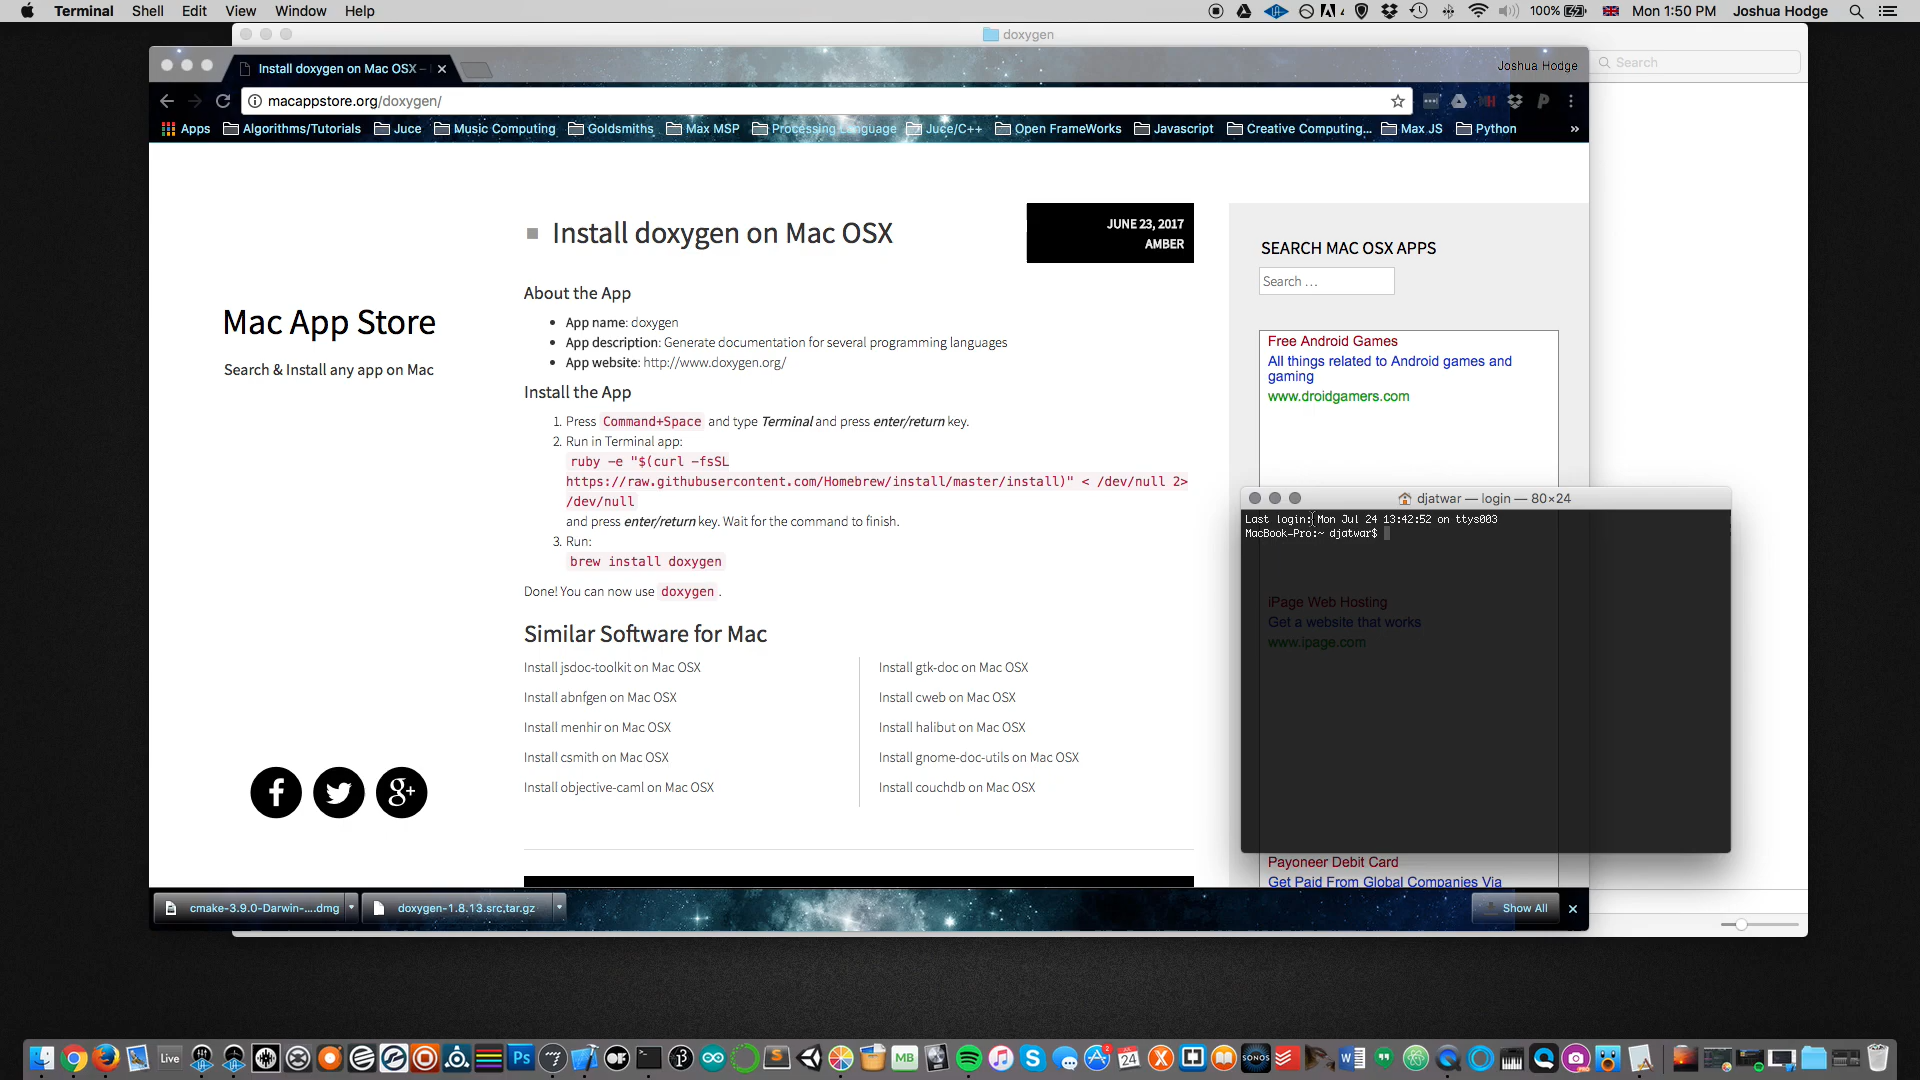 Terminal Shell Edit View Window Help
100% Mon 1:50 PM Joshua Hodge
doxygen
Search
Install doxygen on Mac OSX –
Joshua Hodge
macappstore.org/doxygen/
Apps Algorithms/Tutorials Juce Music Computing Goldsmiths Max MSP Processing Language Juce/C++ Open FrameWorks Javascript Creative Computing... Max JS Python »
Install doxygen on Mac OSX
JUNE 23, 2017
AMBER
Mac App Store
Search & Install any app on Mac
About the App
App name: doxygen
App description: Generate documentation for several programming languages
App website: http://www.doxygen.org/
Install the App
1. Press Command+Space and type Terminal and press enter/return key.
2. Run in Terminal app:
ruby -e "$(curl -fsSL
https://raw.githubusercontent.com/Homebrew/install/master/install)" < /dev/null 2>
/dev/null
and press enter/return key. Wait for the command to finish.
3. Run:
brew install doxygen
Done! You can now use doxygen .
Similar Software for Mac
Install jsdoc-toolkit on Mac OSX
Install abnfgen on Mac OSX
Install menhir on Mac OSX
Install csmith on Mac OSX
Install objective-caml on Mac OSX
Install gtk-doc on Mac OSX
Install cweb on Mac OSX
Install halibut on Mac OSX
Install gnome-doc-utils on Mac OSX
Install couchdb on Mac OSX
SEARCH MAC OSX APPS
Search …
Free Android Games
All things related to Android games and
gaming
www.droidgamers.com
djatwar — login — 80×24
Last login: Mon Jul 24 13:42:52 on ttys003
MacBook-Pro:~ djatwar$
iPage Web Hosting
Get a website that works
www.ipage.com
Payoneer Debit Card
Get Paid From Global Companies Via
cmake-3.9.0-Darwin-....dmg
doxygen-1.8.13.src.tar.gz
Show All
Live
Ps
OF
MB
24
SONOS